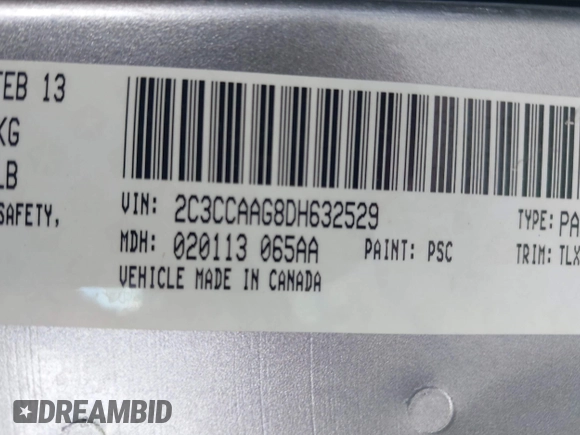 FEB 13
KG
LB
SAFETY,
VIN: 2C3CCAAG8DH632529
TYPE: PA
MDH: 020113 065AA
PAINT: PSC
TRIM: TLX
VEHICLE MADE IN CANADA
DREAMBID